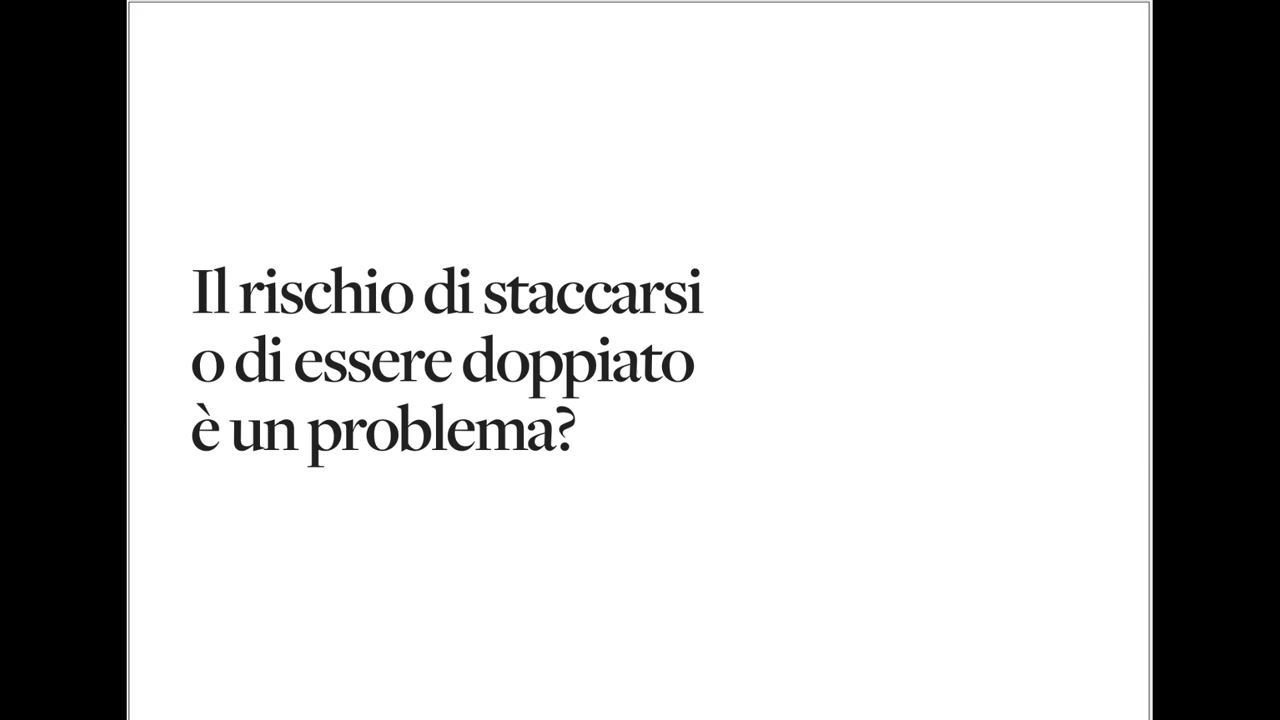 Il rischio di staccarsi
o di essere doppiato
è un problema?